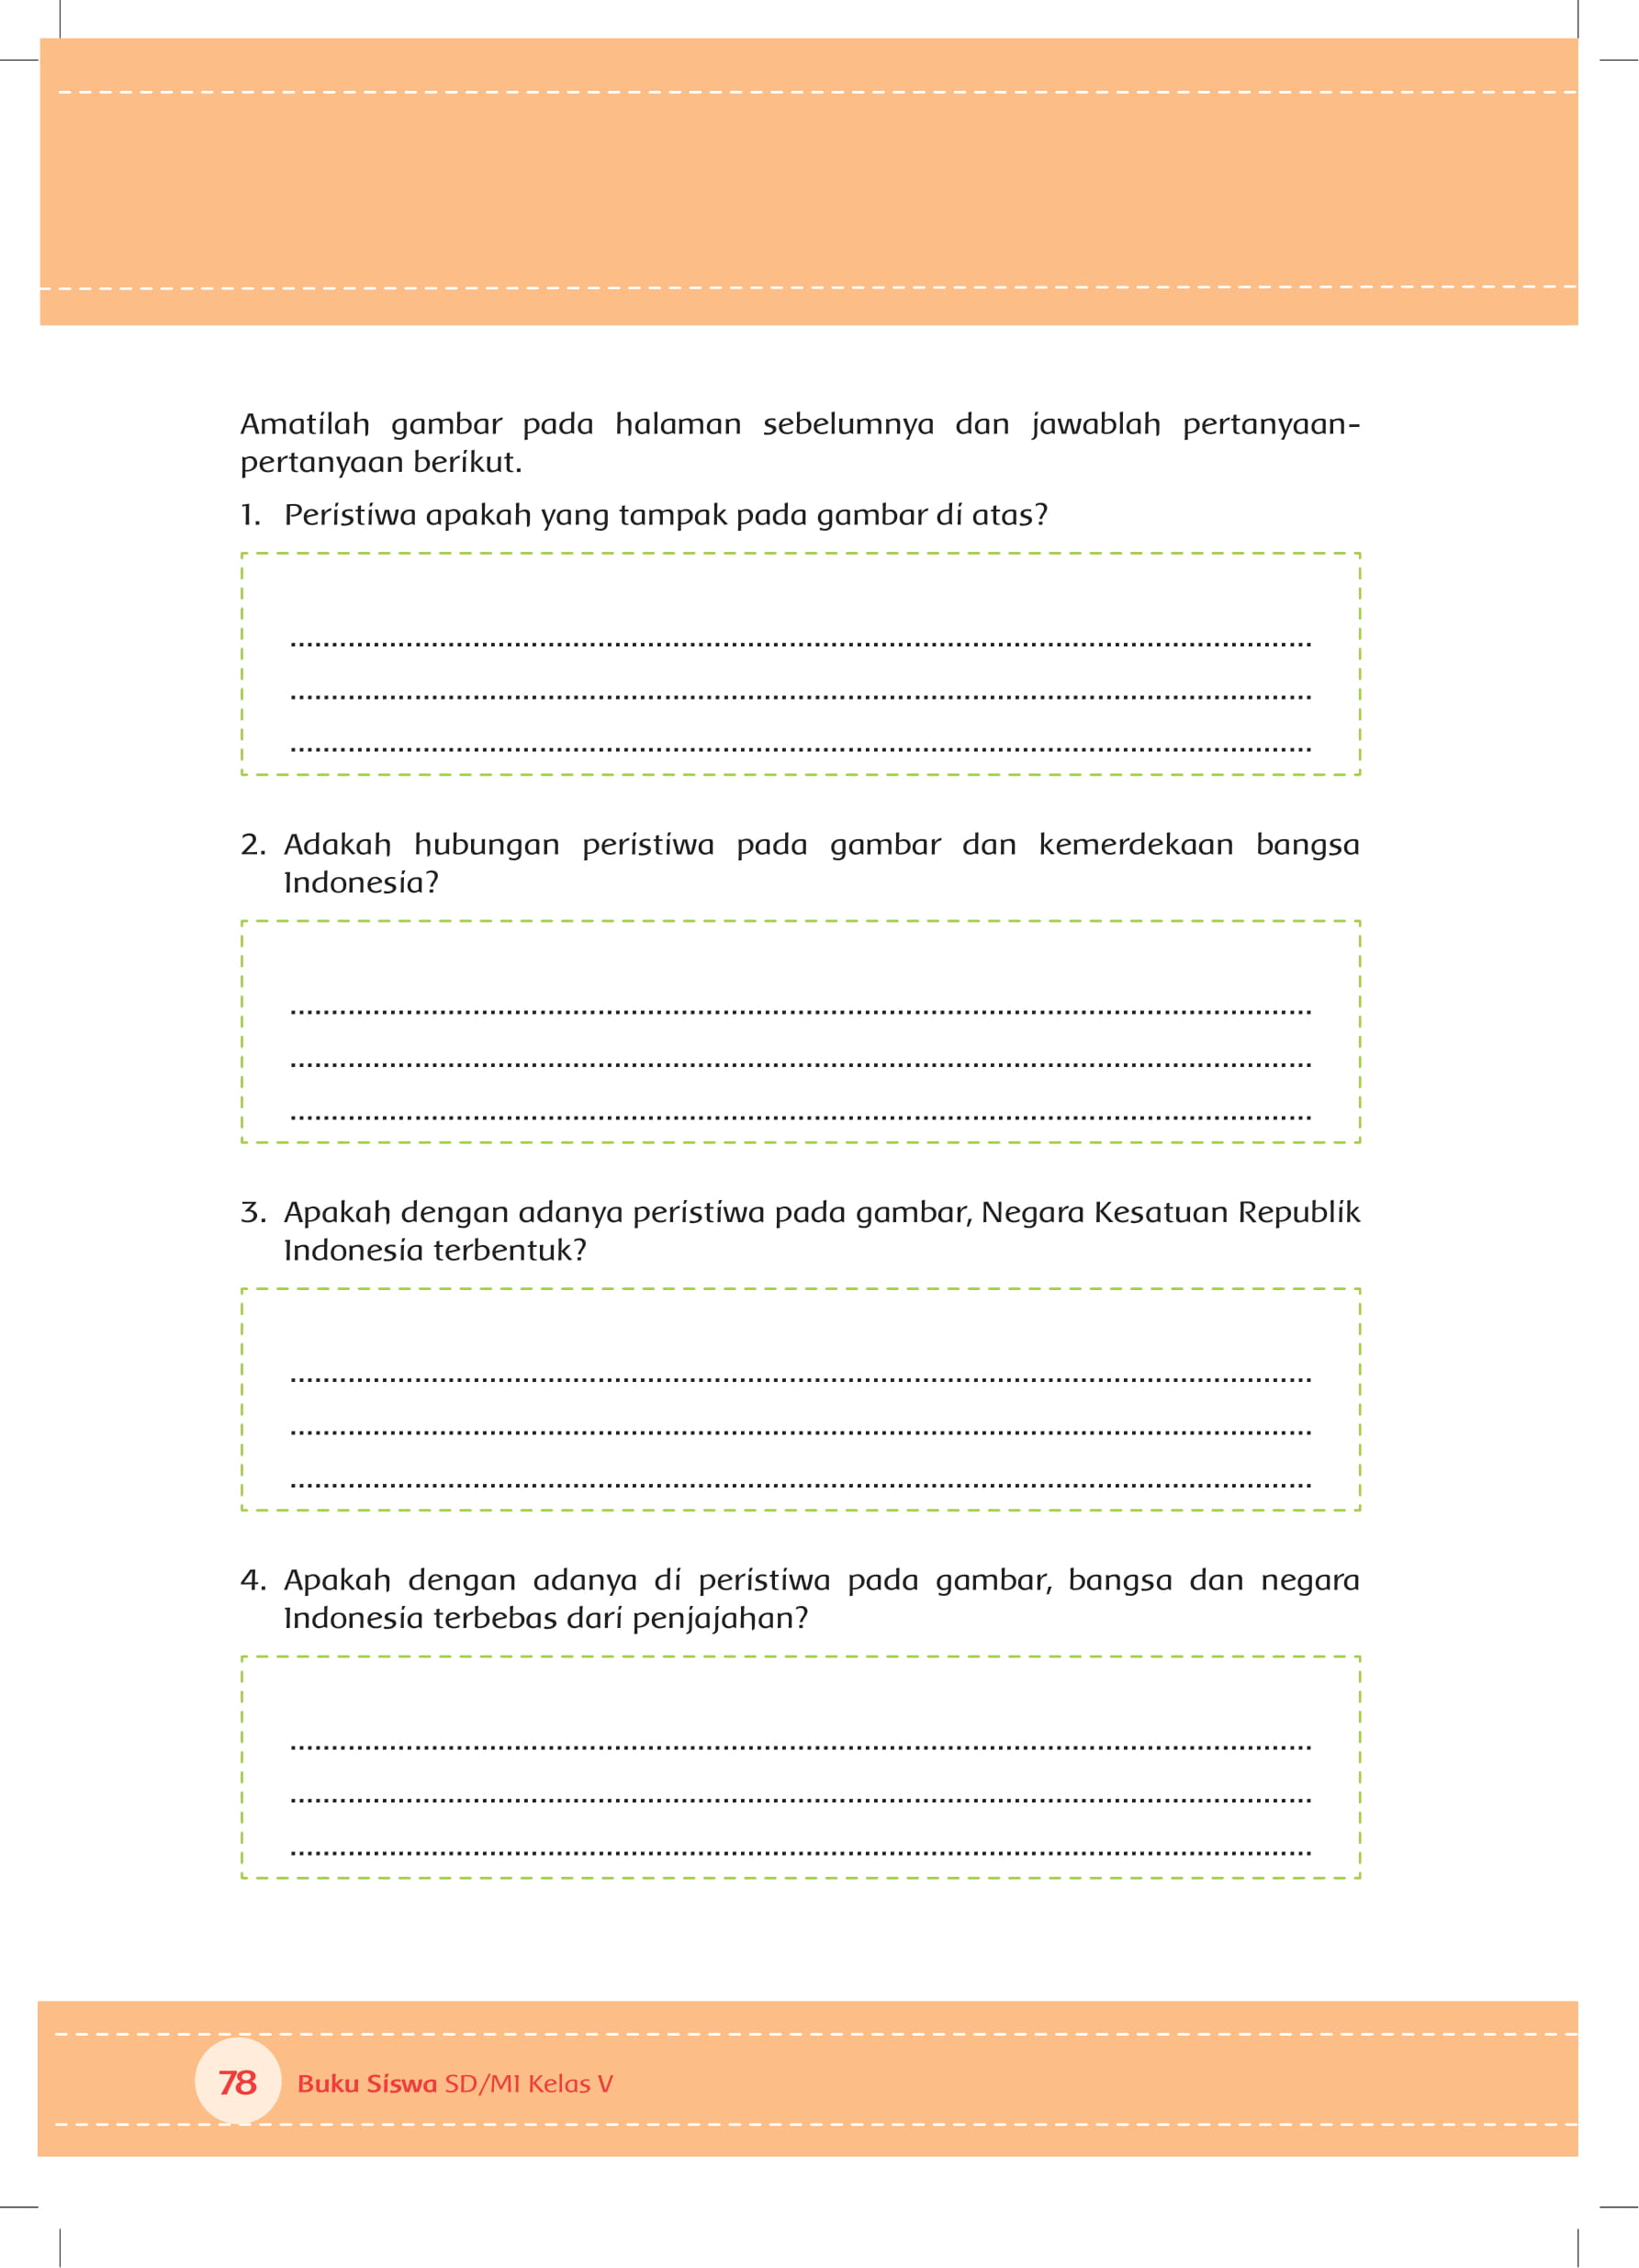 Amatilah gambar pada halaman sebelumnya dan jawablah pertanyaan-
pertanyaan berikut.
1. Peristiwa apakah yang tampak pada gambar di atas?
................................................................................................................................
................................................................................................................................
................................................................................................................................
2. Adakah hubungan peristiwa pada gambar dan kemerdekaan bangsa
Indonesia?
................................................................................................................................
................................................................................................................................
................................................................................................................................
3. Apakah dengan adanya peristiwa pada gambar, Negara Kesatuan Republik
Indonesia terbentuk?
................................................................................................................................
................................................................................................................................
................................................................................................................................
4. Apakah dengan adanya di peristiwa pada gambar, bangsa dan negara
Indonesia terbebas dari penjajahan?
................................................................................................................................
................................................................................................................................
................................................................................................................................
78 Buku Siswa SD/MI Kelas V